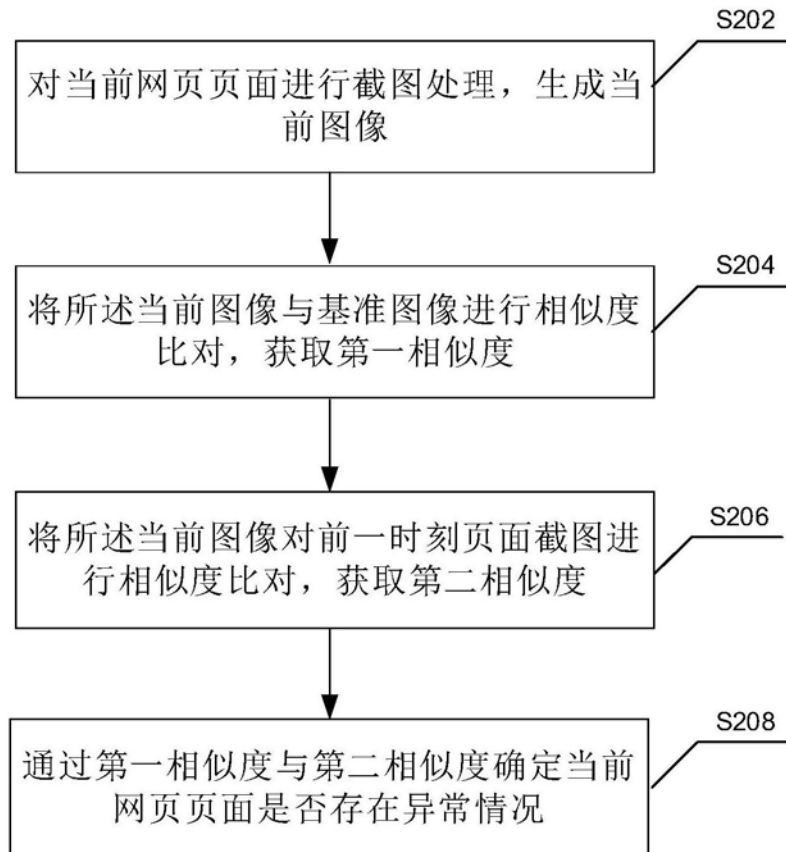 S202
对当前网页页面进行截图处理，生成当
前图像
S204
将所述当前图像与基准图像进行相似度
比对，获取第一相似度
S206
将所述当前图像对前一时刻页面截图进
行相似度比对，获取第二相似度
S208
通过第一相似度与第二相似度确定当前
网页页面是否存在异常情况